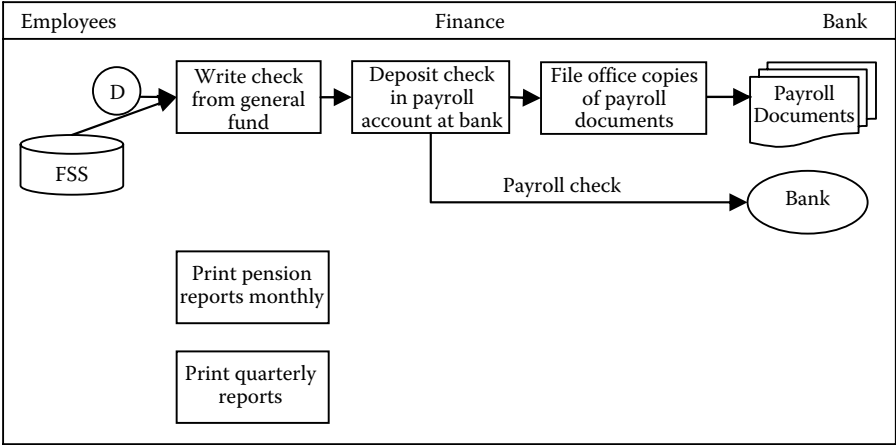 Employees Finance Bank
D
Write check
from general
fund
Deposit check
in payroll
account at bank
File office copies
of payroll
documents
Payroll
Documents
FSS
Payroll check
Bank
Print pension
reports monthly
Print quarterly
reports